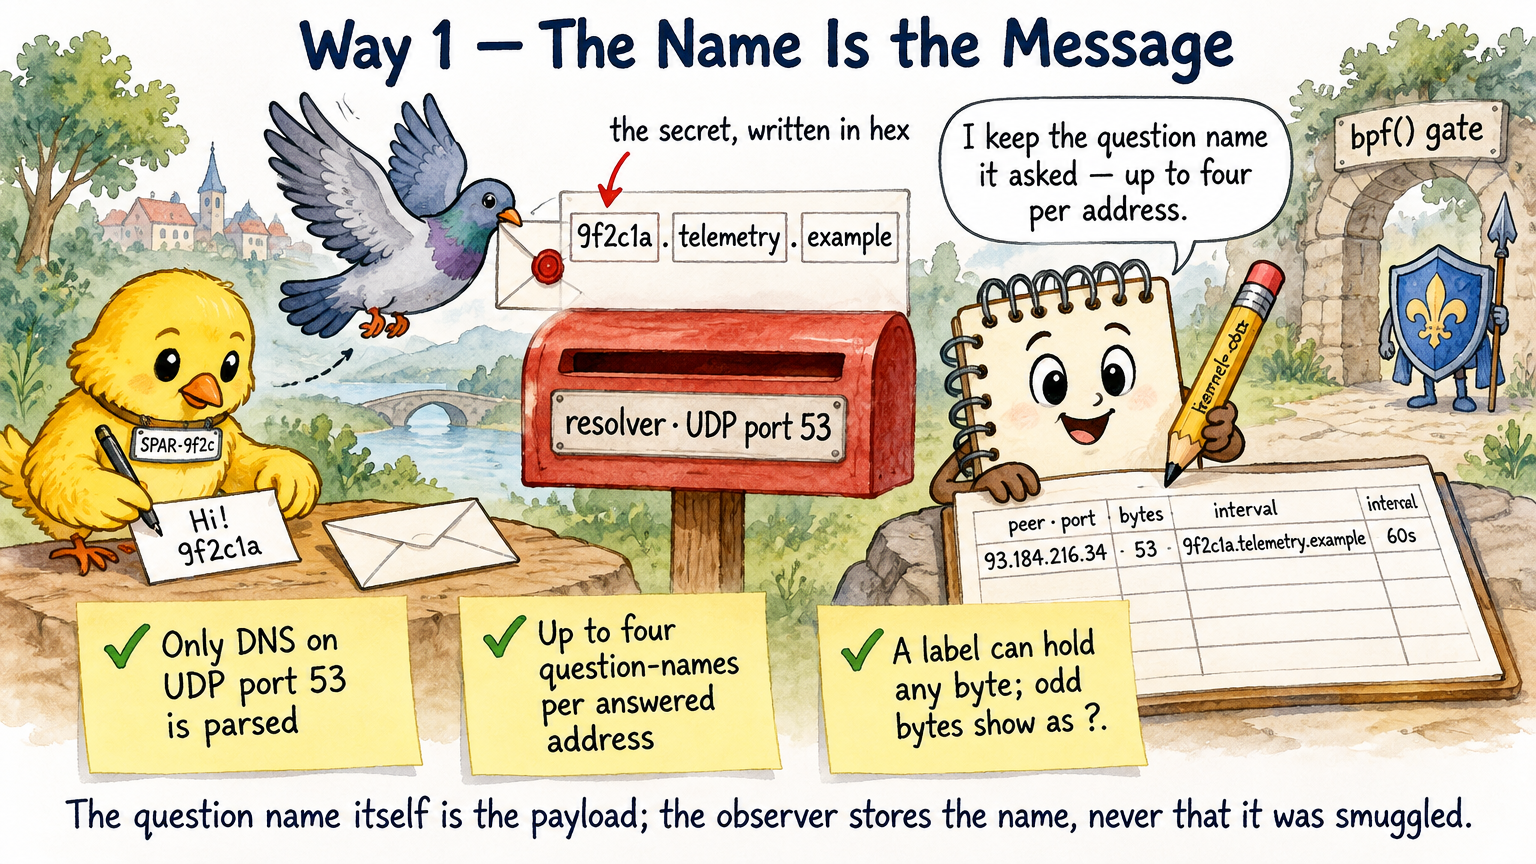 Way 1 — The Name Is the Message
the secret, written in hex
9f2c1a . telemetry . example
I keep the question name
it asked — up to four
per address.
bpf() gate
SPAR-9f2c
Hi!
9f2c1a
resolver · UDP port 53
peer · port · bytes · interval interval
93.184.216.34 · 53 · 9f2c1a.telemetry.example 60s
✓ Only DNS on
UDP port 53
is parsed
✓ Up to four
question-names
per answered
address
✓ A label can hold
any byte; odd
bytes show as ?.
The question name itself is the payload; the observer stores the name, never that it was smuggled.